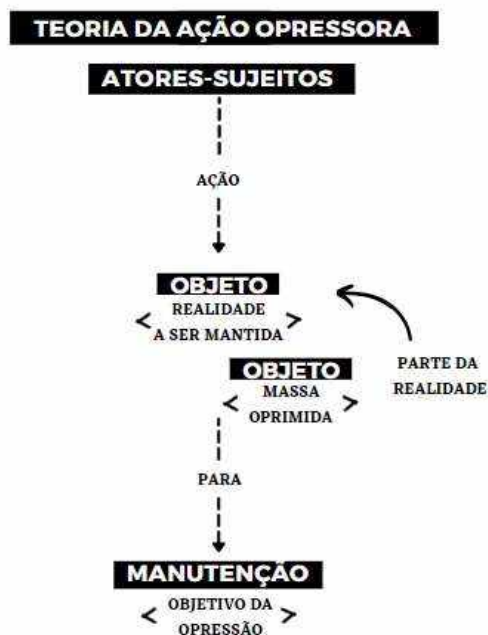 TEORIA DA AÇÃO OPRESSORA
ATORES-SUJEITOS
AÇÃO
OBJETO
REALIDADE
A SER MANTIDA
PARTE DA
REALIDADE
OBJETO
MASSA
OPRIMIDA
PARA
MANUTENÇÃO
OBJETIVO DA
OPRESSÃO